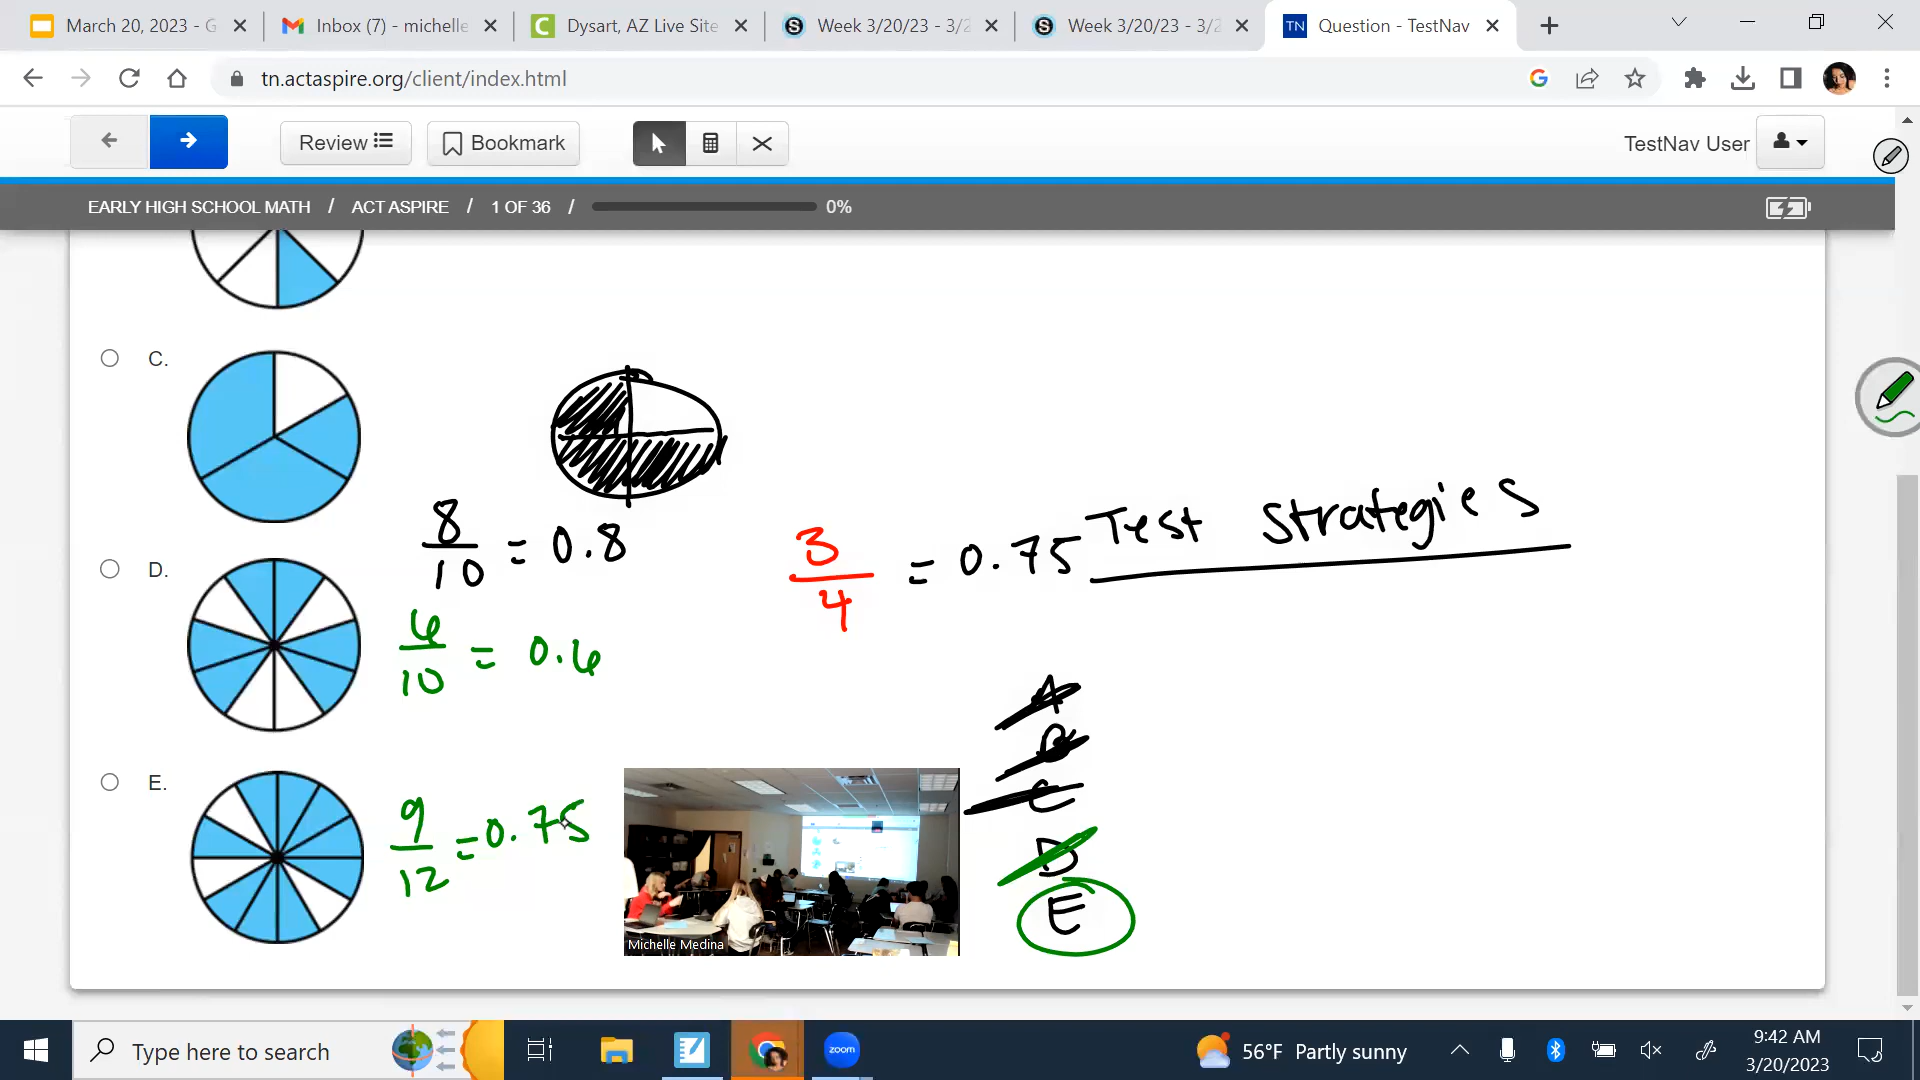 March 20, 2023 - G
Inbox (7) - michelle
Dysart, AZ Live Site
Week 3/20/23 - 3/2
Week 3/20/23 - 3/2
TN Question - TestNav
tn.actaspire.org/client/index.html
Review
Bookmark
TestNav User
EARLY HIGH SCHOOL MATH / ACT ASPIRE / 1 OF 36 / 0%
C.
8/10 = 0.8
3/4 = 0.75
Test Strategies
D.
6/10 = 0.6
A
B
C
D
E
E.
9/12 = 0.75
Michelle Medina
Type here to search
zoom
56°F Partly sunny
9:42 AM
3/20/2023